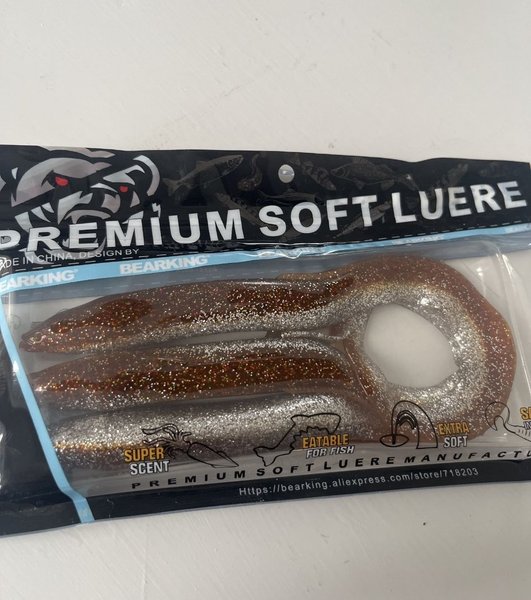 PREMIUM SOFT LUERE
DE IN CHINA, DESIGN BY
EARKING
BEARKING
SUPER
SCENT
EATABLE
FOR FISH
EXTRA
SOFT
PREMIUM SOFT LUERE MANUFACTU
Https://bearking.aliexpress.com/store/718203